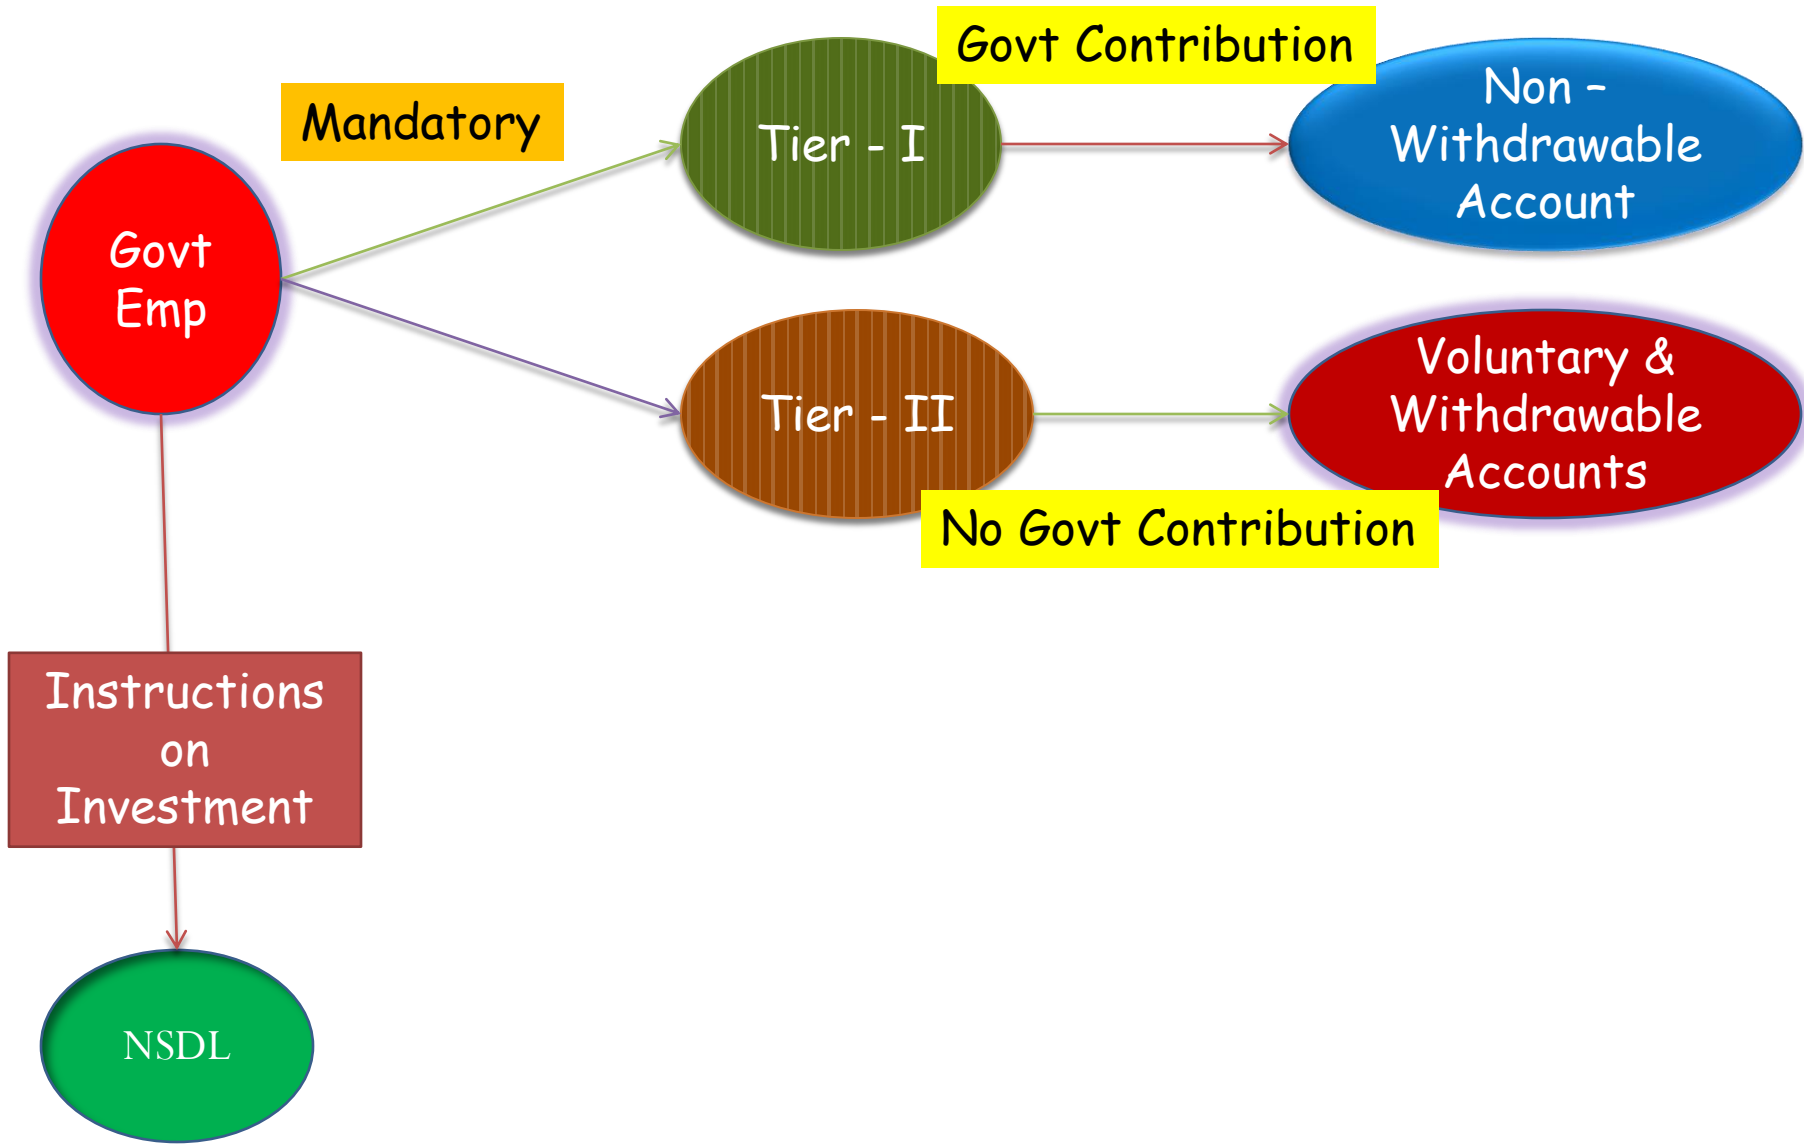 Govt Contribution
Mandatory
Tier - I
Non –
Withdrawable
Account
Govt
Emp
Tier - II
Voluntary &
Withdrawable
Accounts
No Govt Contribution
Instructions
on
Investment
NSDL